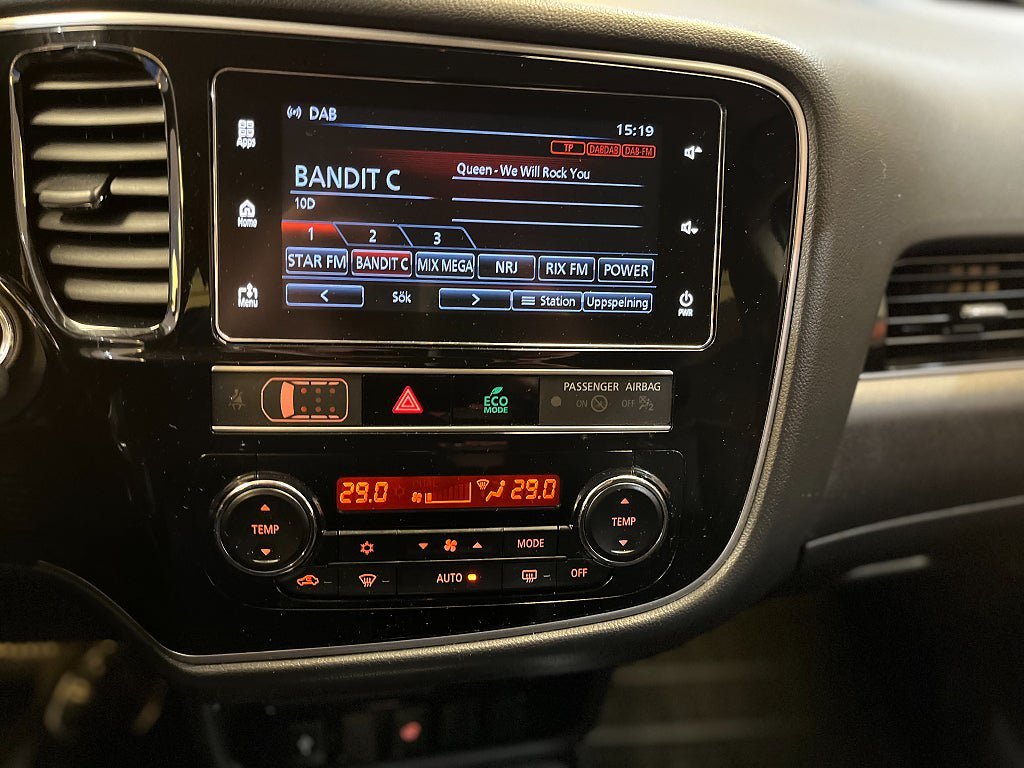 DAB
15:19
Apps
TP DABDAB DAB-FM
BANDIT C
Queen - We Will Rock You
10D
Home
1 2 3
STAR FM BANDIT C MIX MEGA NRJ RIX FM POWER
Menu
< Sök > Station Uppspelning
PWR
PASSENGER AIRBAG
ECO
MODE
ON OFF
29.0 29.0
TEMP
TEMP
MODE
AUTO
OFF